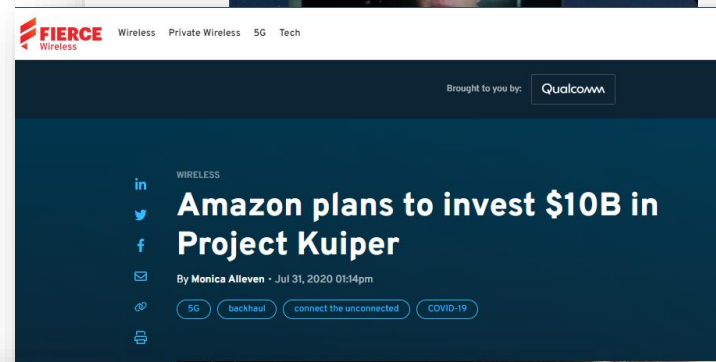 FIERCE
Wireless
Wireless Private Wireless 5G Tech
Brought to you by: Qualcomm
WIRELESS
Amazon plans to invest $10B in
Project Kuiper
By Monica Alleven • Jul 31, 2020 01:14pm
5G backhaul connect the unconnected COVID-19